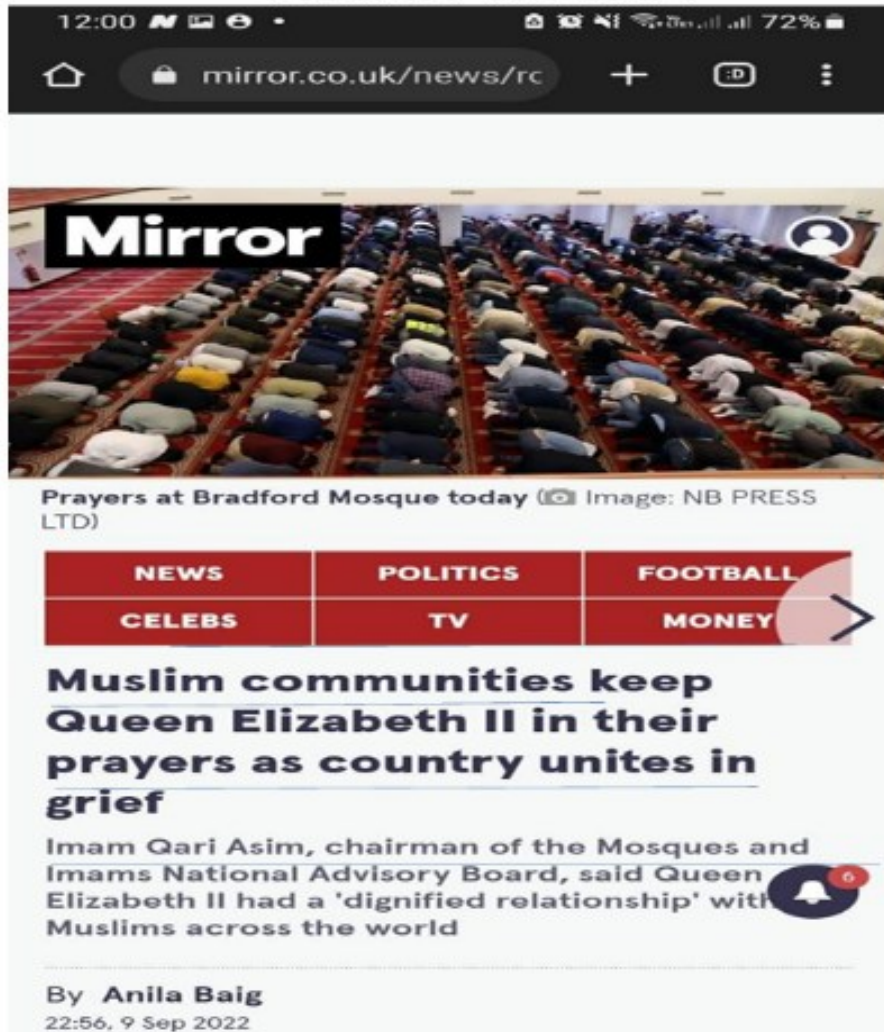 12:00
72%
mirror.co.uk/news/rc
:D
Mirror
Prayers at Bradford Mosque today (Image: NB PRESS
LTD)
NEWS POLITICS FOOTBALL
CELEBS TV MONEY
Muslim communities keep
Queen Elizabeth II in their
prayers as country unites in
grief
Imam Qari Asim, chairman of the Mosques and
Imams National Advisory Board, said Queen
Elizabeth II had a 'dignified relationship' with
Muslims across the world
6
By Anila Baig
22:56, 9 Sep 2022